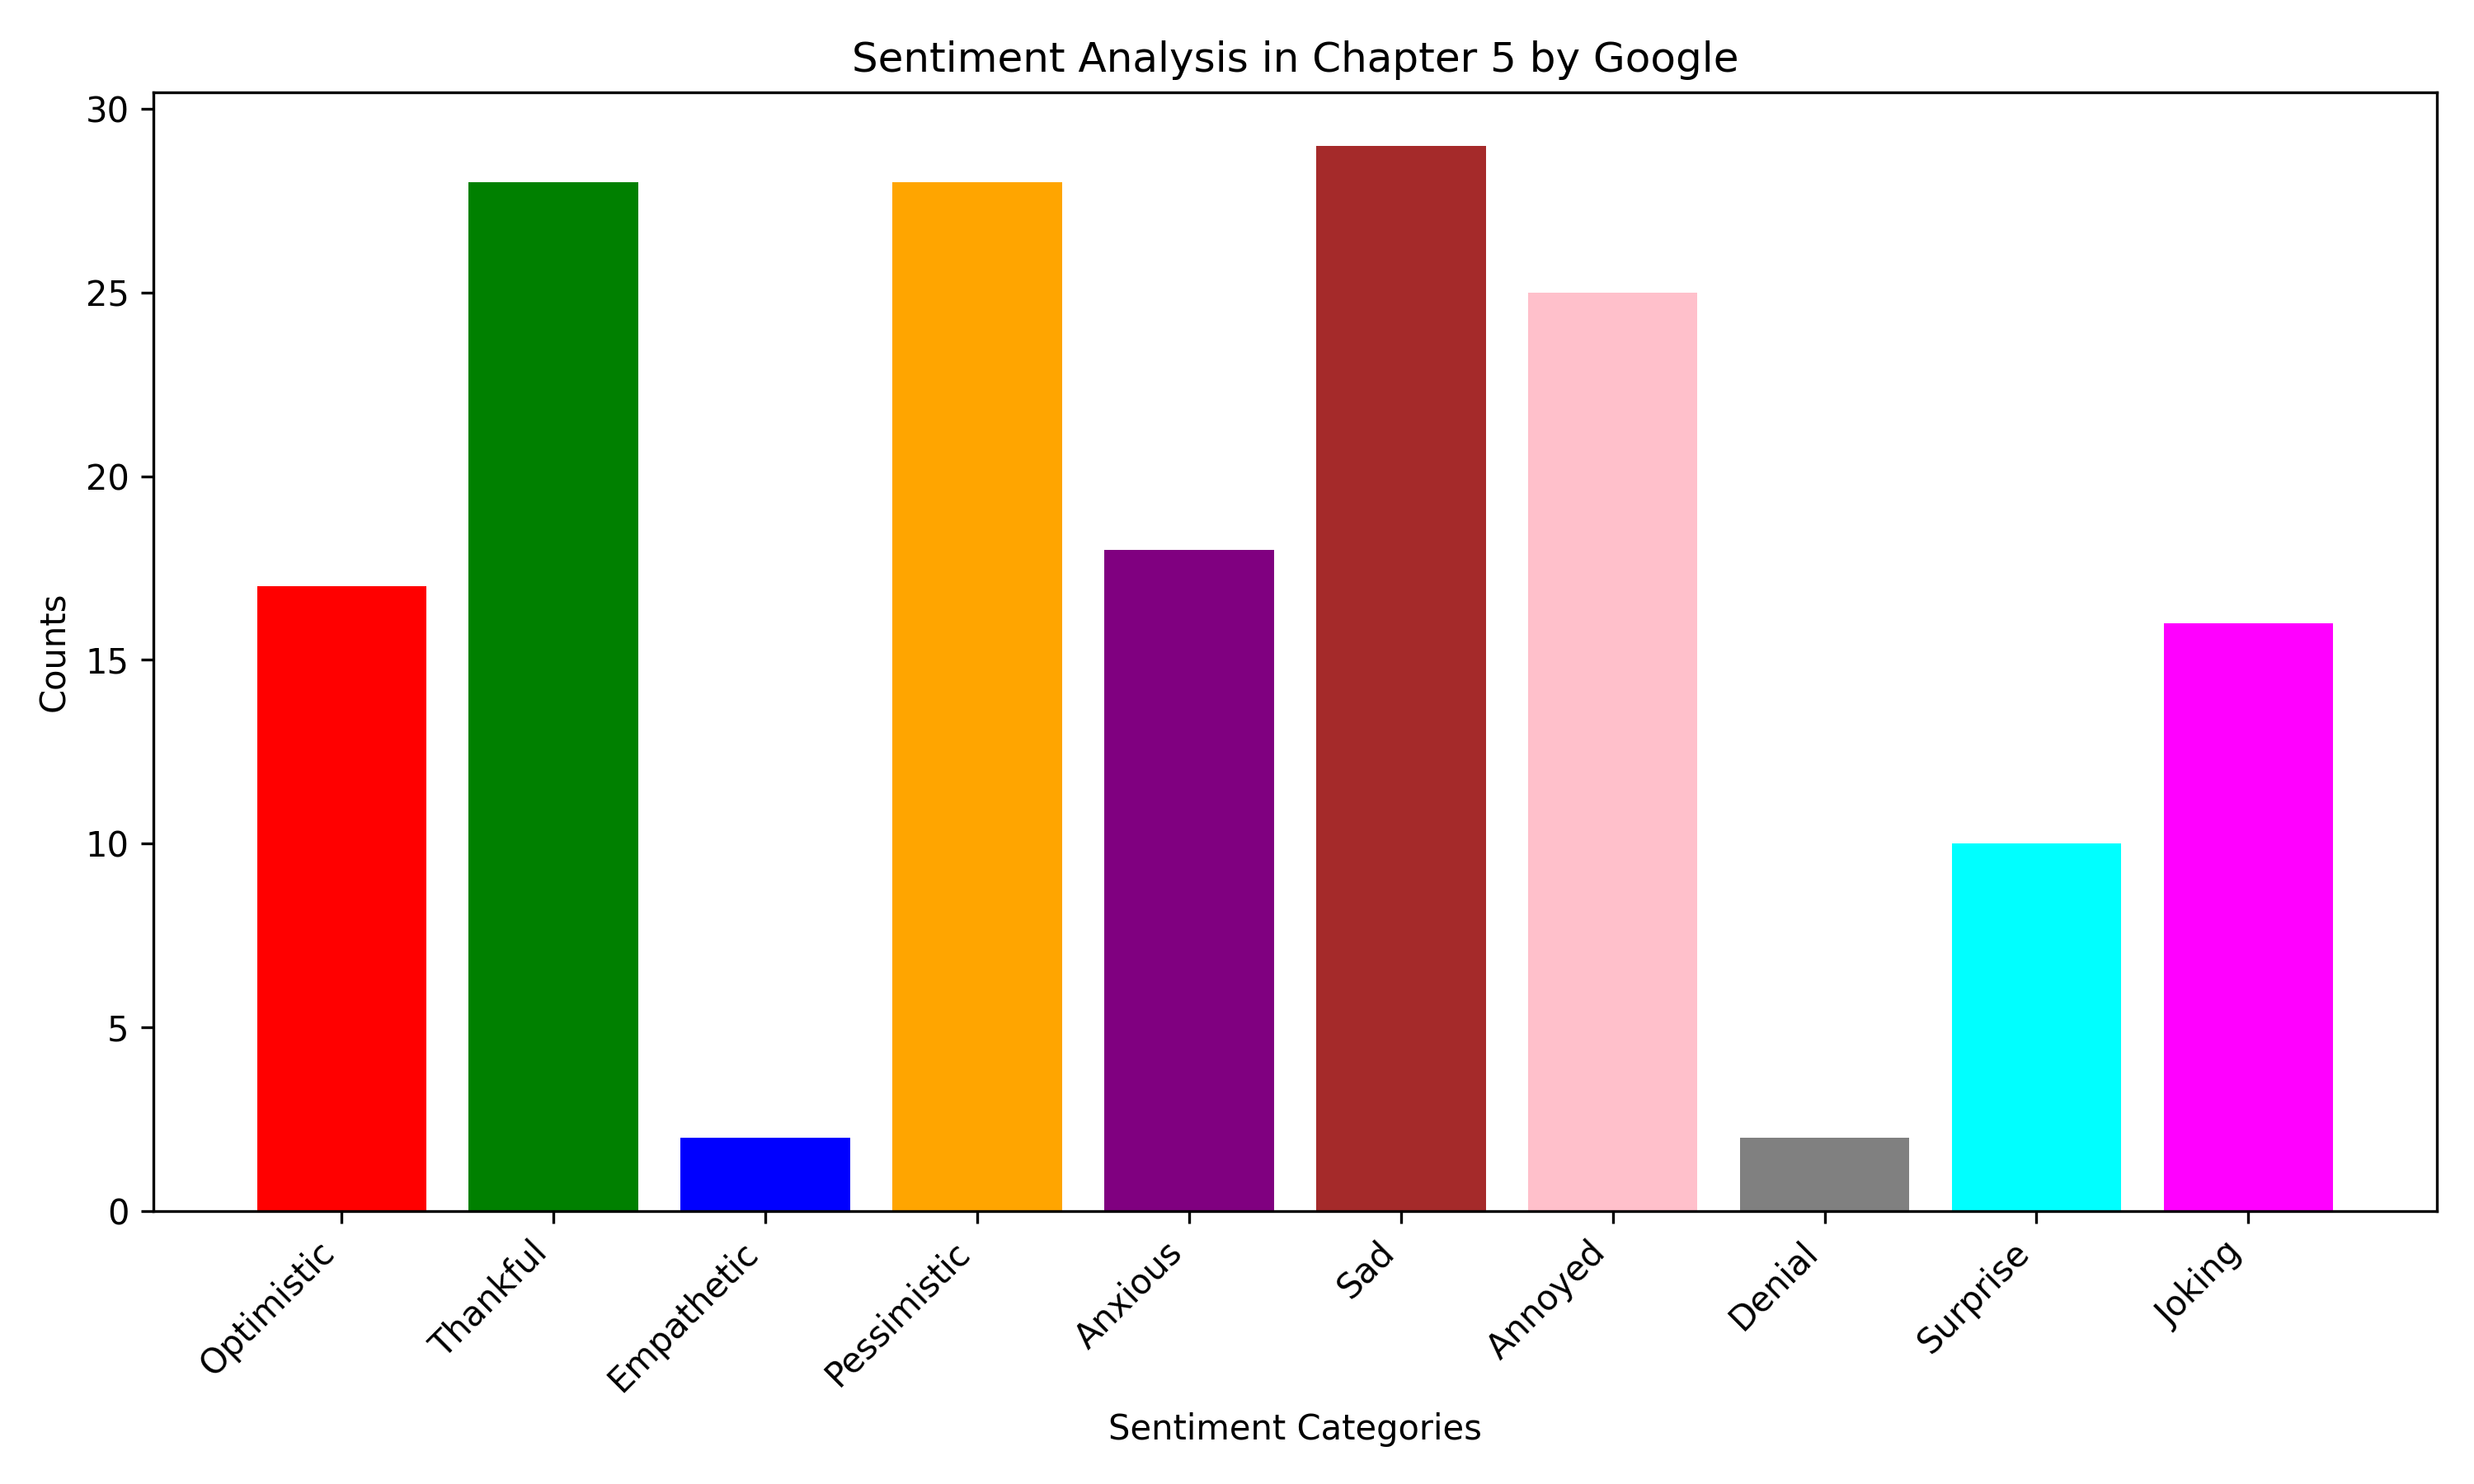 Sentiment Analysis in Chapter 5 by Google
30
25
20
15
10
5
0
Counts
Optimistic
Thankful
Empathetic
Pessimistic
Anxious
Sad
Annoyed
Denial
Surprise
Joking
Sentiment Categories